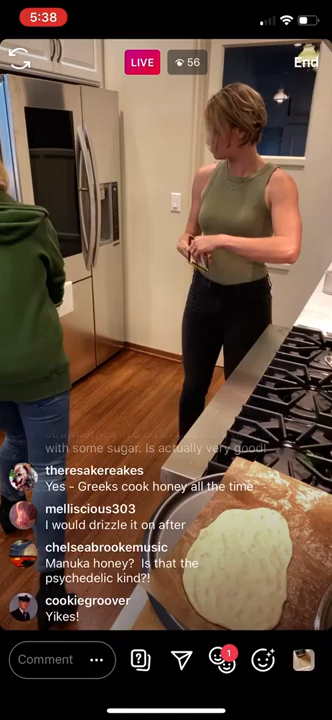 5:38
LIVE
56
End
with some sugar. Is actually very good!
theresakereakes
Yes - Greeks cook honey all the time
melliscious303
I would drizzle it on after
chelseabrookemusic
Manuka honey? Is that the
psychedelic kind?!
cookiegroover
Yikes!
Comment
1